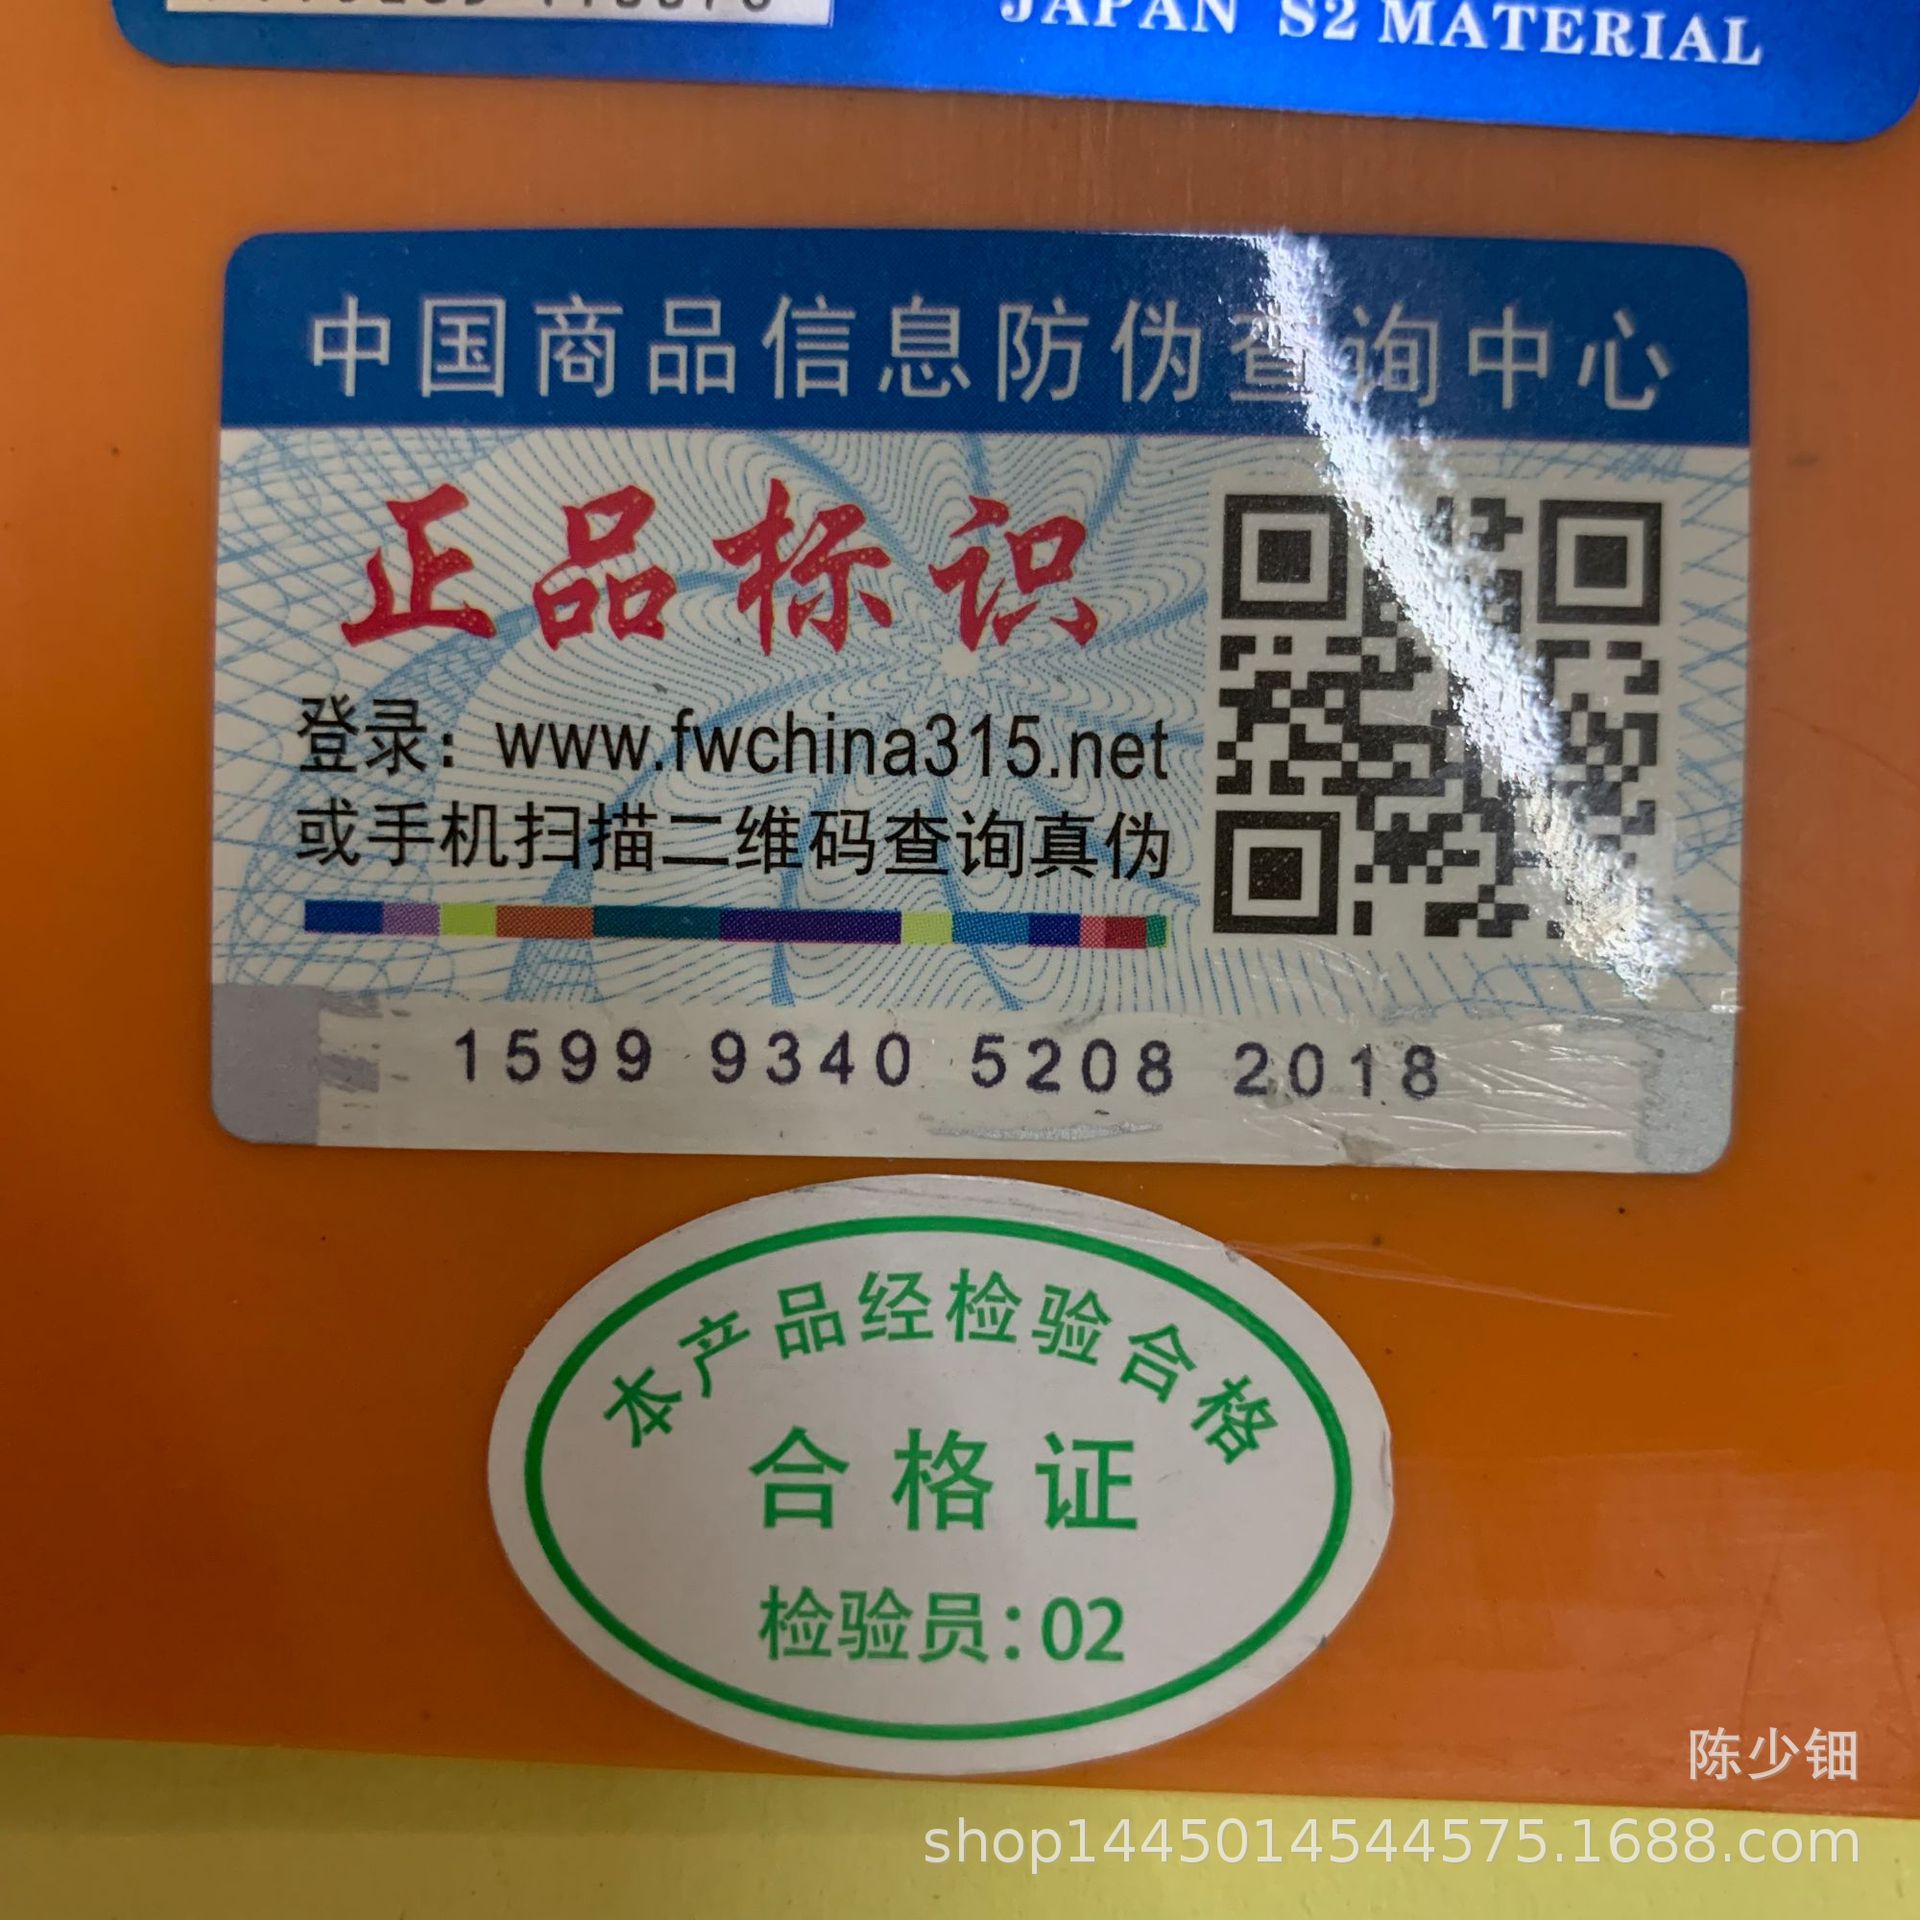 JAPAN S2 MATERIAL
中国商品信息防伪查询中心
正品标识
登录：www.fwchina315.net
或手机扫描二维码查询真伪
1599 9340 5208 2018
本产品经检验合格
合格证
检验员：02
陈少钿
shop1445014544575.1688.com